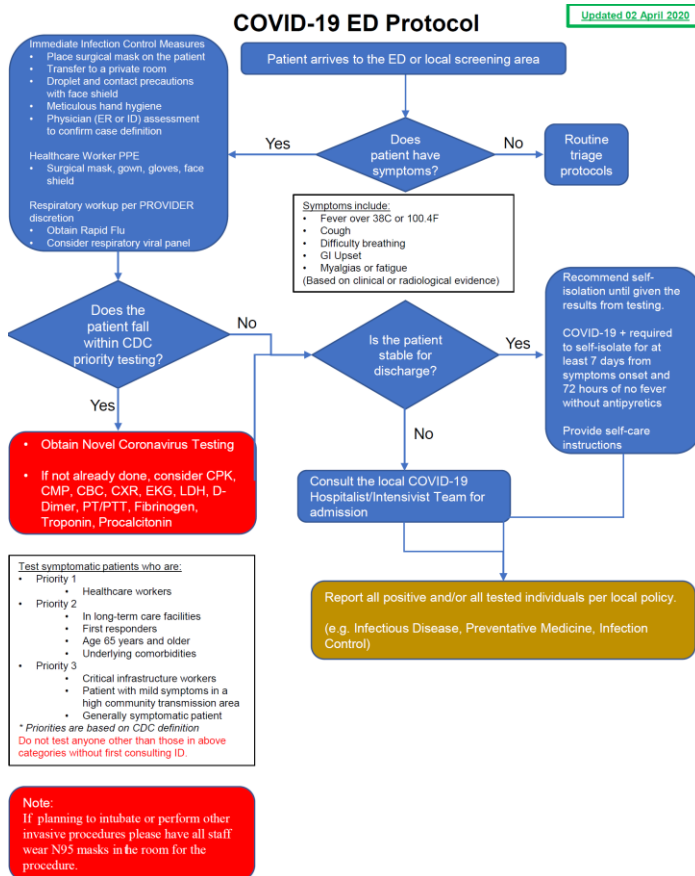 COVID-19 ED Protocol
Updated 02 April 2020
Immediate Infection Control Measures
• Place surgical mask on the patient
• Transfer to a private room
• Droplet and contact precautions
with face shield
• Meticulous hand hygiene
• Physician (ER or ID) assessment
to confirm case definition
Healthcare Worker PPE
• Surgical mask, gown, gloves, face
shield
Respiratory workup per PROVIDER
discretion
• Obtain Rapid Flu
• Consider respiratory viral panel
Patient arrives to the ED or local screening area
Does
patient have
symptoms?
Yes
No
Routine
triage
protocols
Symptoms include:
• Fever over 38C or 100.4F
• Cough
• Difficulty breathing
• GI Upset
• Myalgias or fatigue
(Based on clinical or radiological evidence)
Does the
patient fall
within CDC
priority testing?
No
Yes
Is the patient
stable for
discharge?
Yes
No
Recommend self-
isolation until given the
results from testing.
COVID-19 + required
to self-isolate for at
least 7 days from
symptoms onset and
72 hours of no fever
without antipyretics
Provide self-care
instructions
• Obtain Novel Coronavirus Testing
• If not already done, consider CPK,
CMP, CBC, CXR, EKG, LDH, D-
Dimer, PT/PTT, Fibrinogen,
Troponin, Procalcitonin
Consult the local COVID-19
Hospitalist/Intensivist Team for
admission
Report all positive and/or all tested individuals per local policy.
(e.g. Infectious Disease, Preventative Medicine, Infection
Control)
Test symptomatic patients who are:
• Priority 1
• Healthcare workers
• Priority 2
• In long-term care facilities
• First responders
• Age 65 years and older
• Underlying comorbidities
• Priority 3
• Critical infrastructure workers
• Patient with mild symptoms in a
high community transmission area
• Generally symptomatic patient
* Priorities are based on CDC definition
Do not test anyone other than those in above
categories without first consulting ID.
Note:
If planning to intubate or perform other
invasive procedures please have all staff
wear N95 masks in the room for the
procedure.